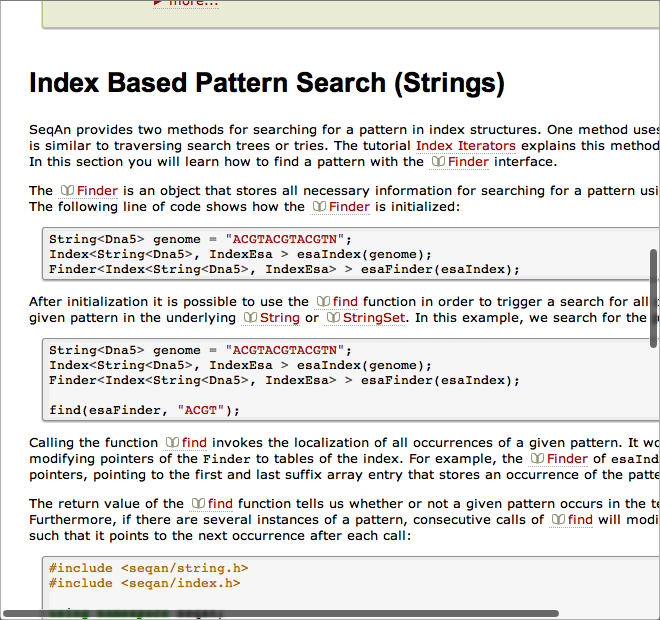 more...
Index Based Pattern Search (Strings)
SeqAn provides two methods for searching for a pattern in index structures. One method uses
is similar to traversing search trees or tries. The tutorial Index Iterators explains this method
In this section you will learn how to find a pattern with the Finder interface.
The Finder is an object that stores all necessary information for searching for a pattern usi
The following line of code shows how the Finder is initialized:
String<Dna5> genome = "ACGTACGTACGTN";
Index<String<Dna5>, IndexEsa > esaIndex(genome);
Finder<Index<String<Dna5>, IndexEsa> > esaFinder(esaIndex);
After initialization it is possible to use the find function in order to trigger a search for all
given pattern in the underlying String or StringSet. In this example, we search for the
String<Dna5> genome = "ACGTACGTACGTN";
Index<String<Dna5>, IndexEsa > esaIndex(genome);
Finder<Index<String<Dna5>, IndexEsa> > esaFinder(esaIndex);
find(esaFinder, "ACGT");
Calling the function find invokes the localization of all occurrences of a given pattern. It wo
modifying pointers of the Finder to tables of the index. For example, the Finder of esaInd
pointers, pointing to the first and last suffix array entry that stores an occurrence of the patte
The return value of the find function tells us whether or not a given pattern occurs in the te
Furthermore, if there are several instances of a pattern, consecutive calls of find will modi
such that it points to the next occurrence after each call:
#include <seqan/string.h>
#include <seqan/index.h>